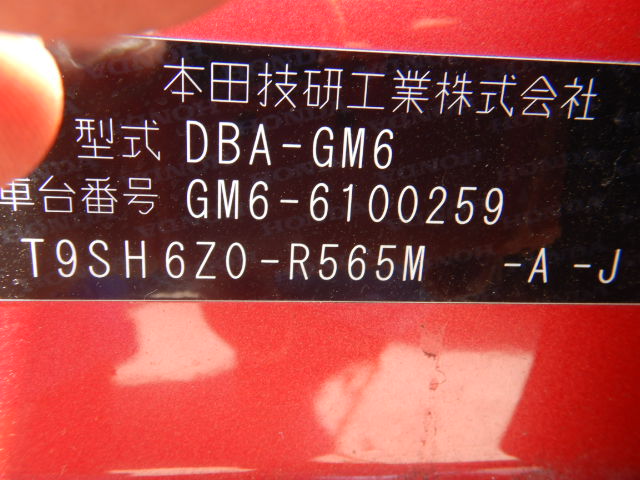 本田技研工業株式会社
型式 DBA-GM6
車台番号 GM6-6100259
T9SH6Z0-R565M -A -J